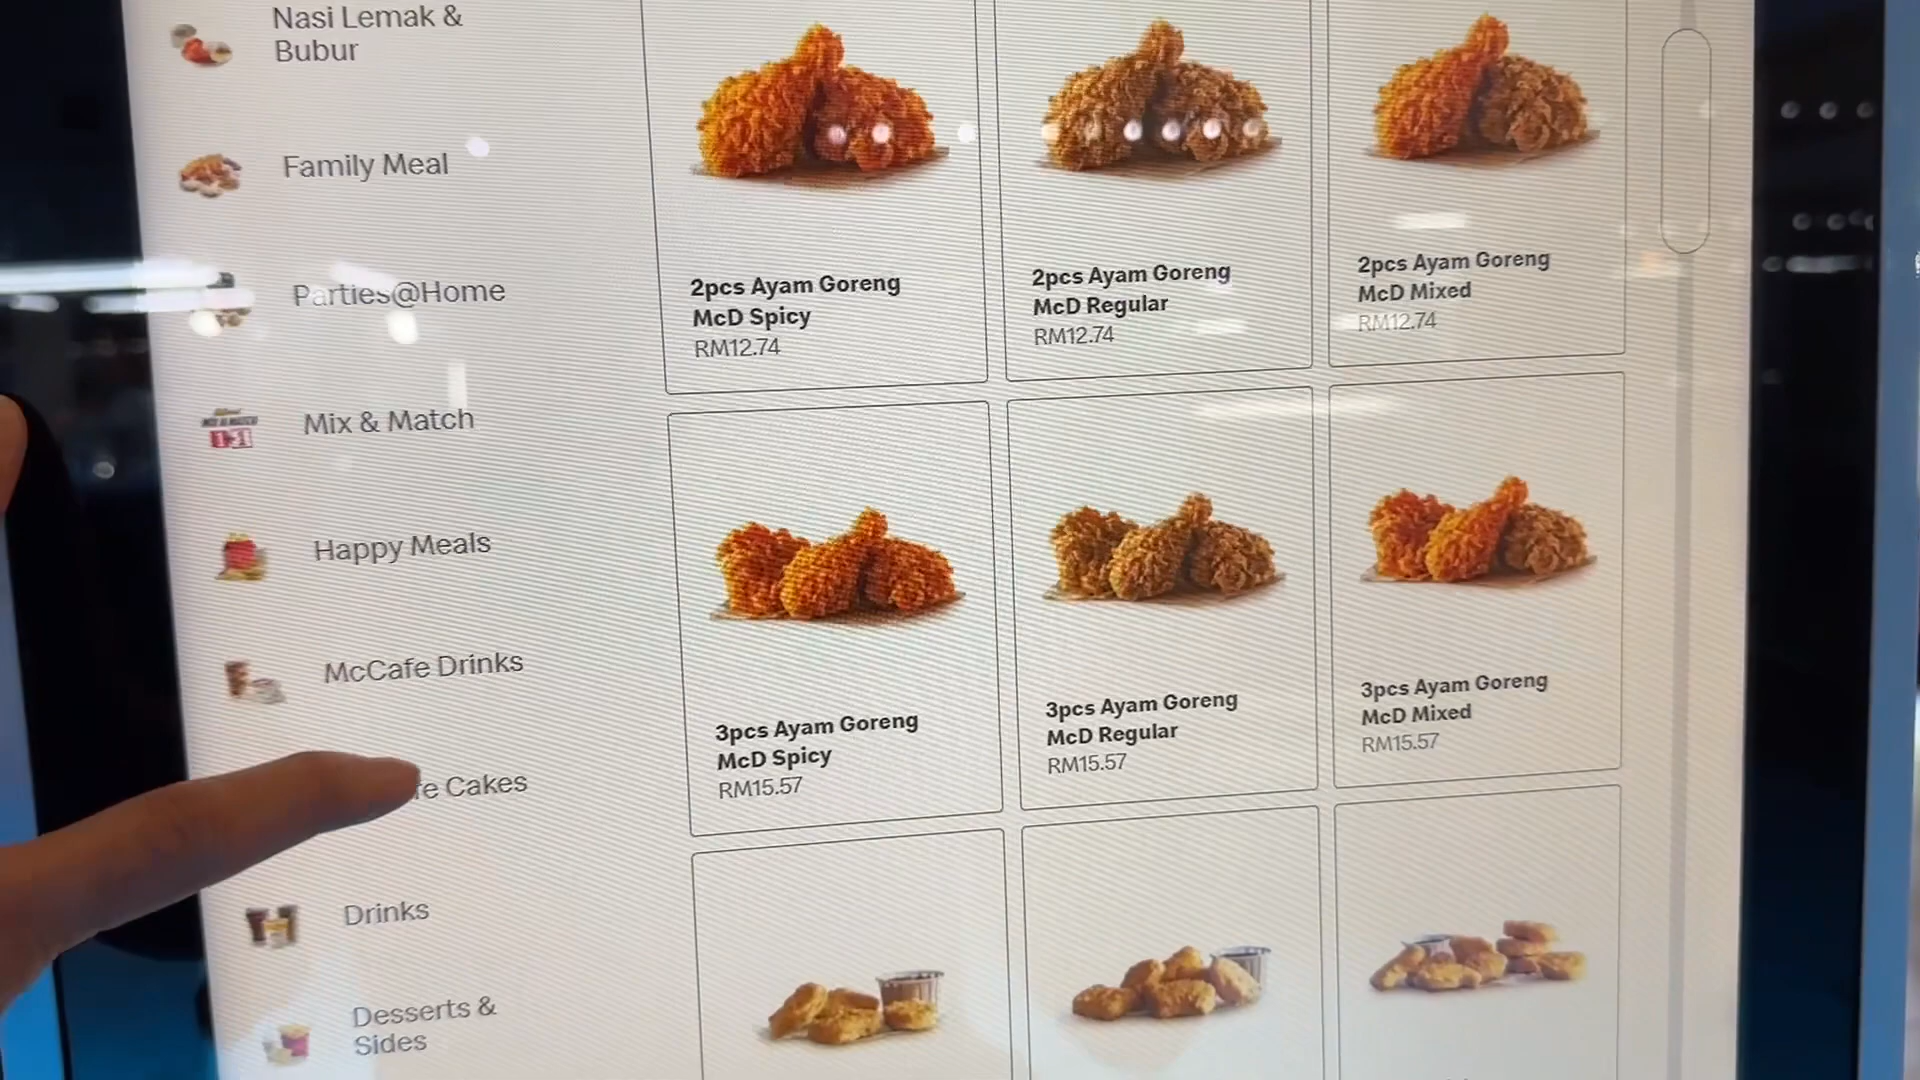 Nasi Lemak &
Bubur
Family Meal
Parties@Home
Mix & Match
Happy Meals
McCafe Drinks
re Cakes
Drinks
Desserts &
Sides
2pcs Ayam Goreng
McD Spicy
RM12.74
2pcs Ayam Goreng
McD Regular
RM12.74
2pcs Ayam Goreng
McD Mixed
RM12.74
3pcs Ayam Goreng
McD Spicy
RM15.57
3pcs Ayam Goreng
McD Regular
RM15.57
3pcs Ayam Goreng
McD Mixed
RM15.57